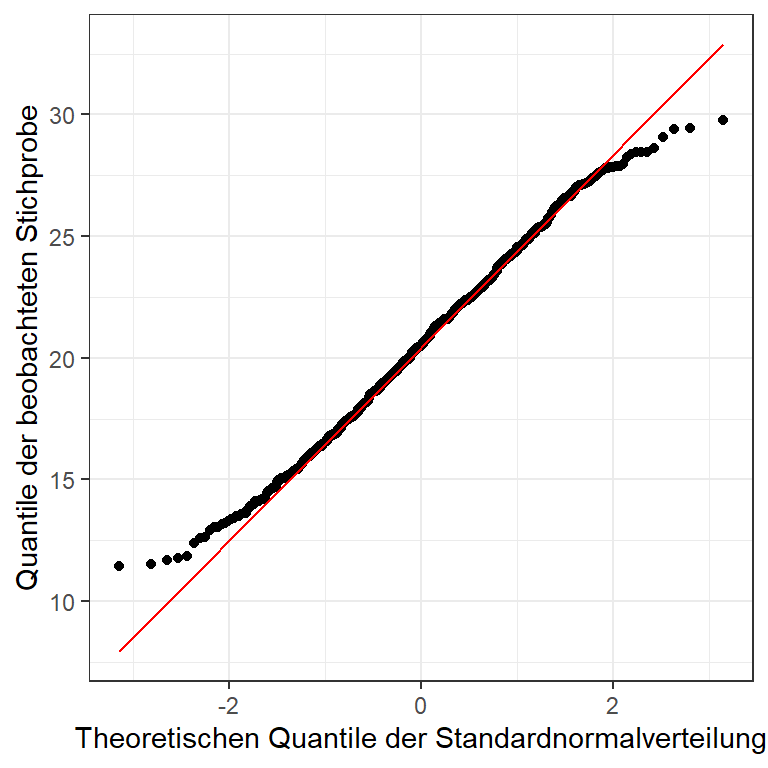 Quantile der beobachteten Stichprobe
30
25
20
15
10
-2 0 2
Theoretischen Quantile der Standardnormalverteilung